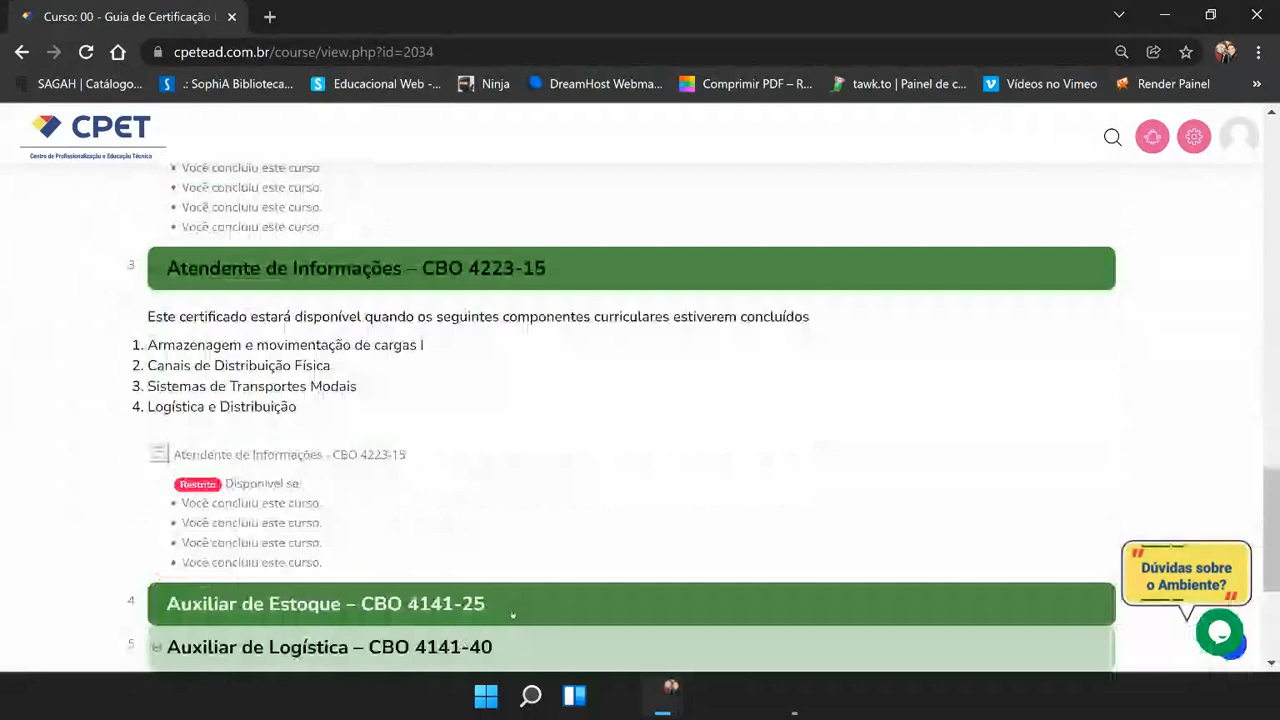 Curso: 00 - Guia de Certificação
cpetead.com.br/course/view.php?id=2034
SAGAH | Catálogo...
.: SophiA Biblioteca...
Educacional Web -...
Ninja
DreamHost Webma...
Comprimir PDF – R...
tawk.to | Painel de c...
Vídeos no Vimeo
Render Painel
»
CPET
Centro de Profissionalização e Educação Técnica
• Você concluiu este curso
• Você concluiu este curso.
• Você concluiu este curso.
• Você concluiu este curso.
3
Atendente de Informações – CBO 4223-15
Este certificado estará disponível quando os seguintes componentes curriculares estiverem concluídos
1. Armazenagem e movimentação de cargas I
2. Canais de Distribuição Física
3. Sistemas de Transportes Modais
4. Logística e Distribuição
Atendente de Informações - CBO 4223-15
Restrito Disponível se
• Você concluiu este curso.
• Você concluiu este curso.
• Você concluiu este curso.
• Você concluiu este curso.
4
Auxiliar de Estoque – CBO 4141-25
5
Auxiliar de Logística – CBO 4141-40
"Dúvidas sobre
o Ambiente?"